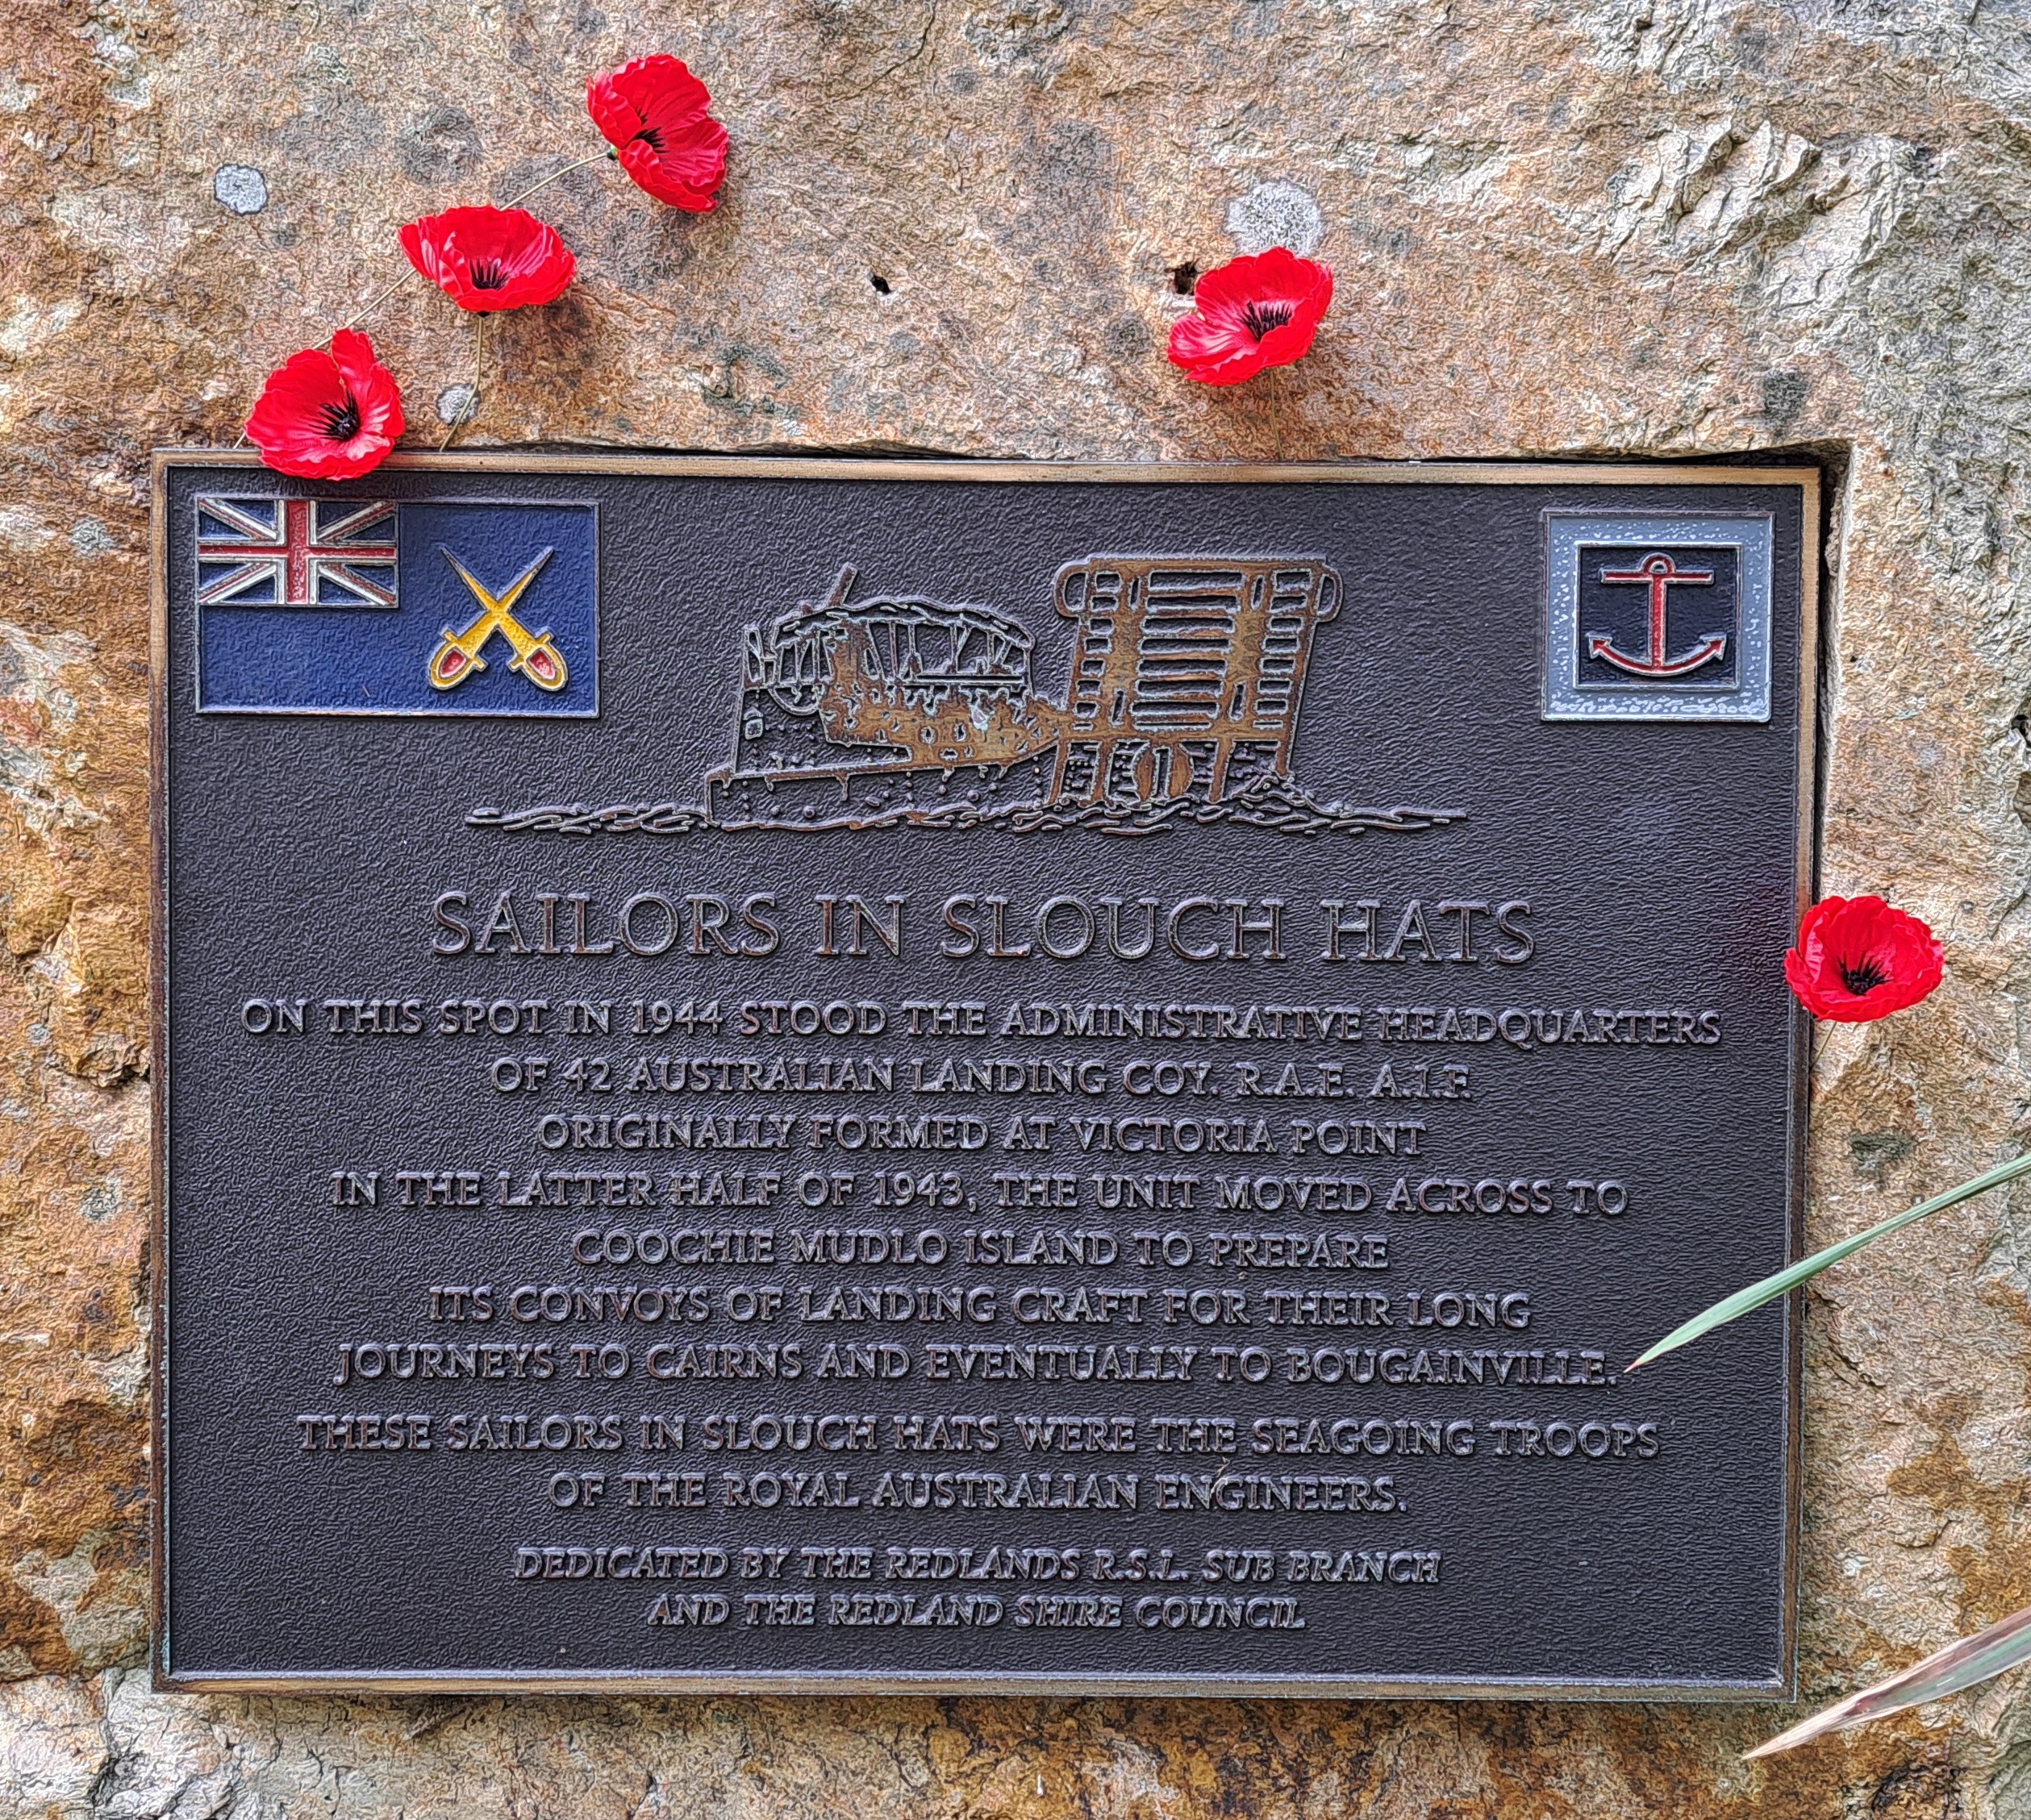 SAILORS IN SLOUCH HATS
ON THIS SPOT IN 1944 STOOD THE ADMINISTRATIVE HEADQUARTERS
OF 42 AUSTRALIAN LANDING COY. R.A.E. A.I.F.
ORIGINALLY FORMED AT VICTORIA POINT
IN THE LATTER HALF OF 1943, THE UNIT MOVED ACROSS TO
COOCHIE MUDLO ISLAND TO PREPARE
ITS CONVOYS OF LANDING CRAFT FOR THEIR LONG
JOURNEYS TO CAIRNS AND EVENTUALLY TO BOUGAINVILLE.
THESE SAILORS IN SLOUCH HATS WERE THE SEAGOING TROOPS
OF THE ROYAL AUSTRALIAN ENGINEERS.
DEDICATED BY THE REDLANDS R.S.L. SUB BRANCH
AND THE REDLAND SHIRE COUNCIL